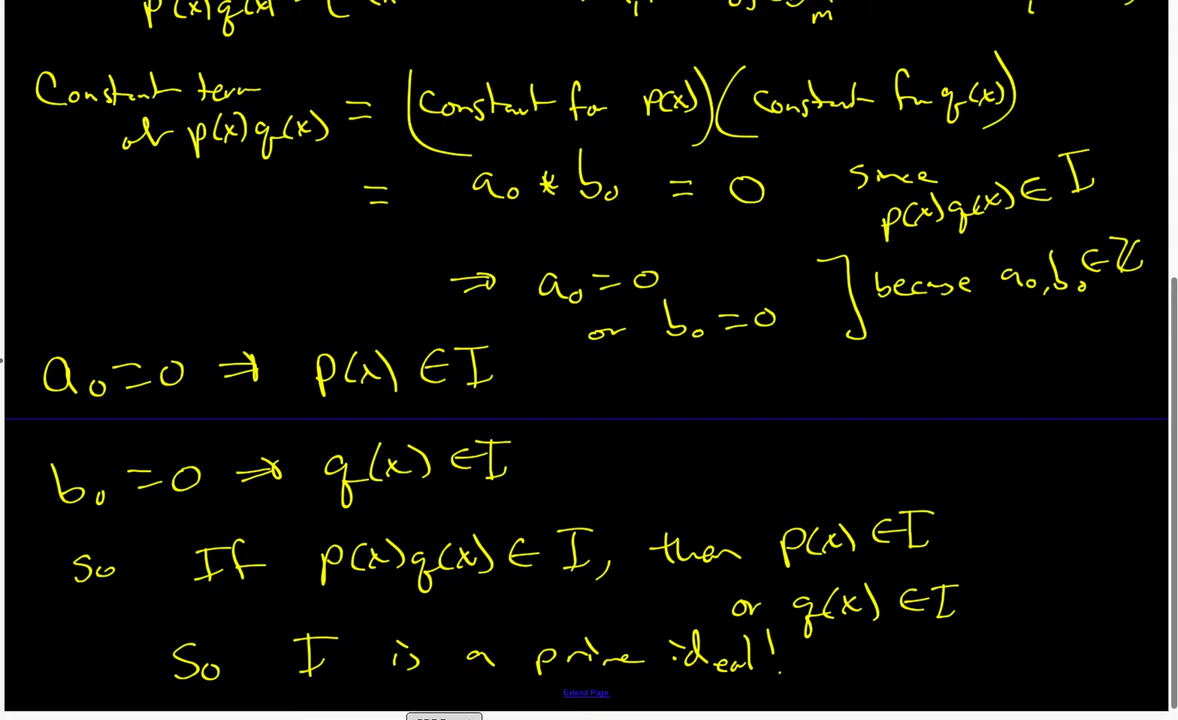 p(x)q(x)
m
Constant term = (Constant for p(x)) (constant for q(x))
of p(x)q(x)
= a₀ * b₀ = 0 since p(x)q(x) ∈ I
⇒ a₀ = 0 or b₀ = 0 ] because a₀, b₀ ∈ ℤ
a₀ = 0 ⇒ p(x) ∈ I
b₀ = 0 ⇒ q(x) ∈ I
So If p(x)q(x) ∈ I, then p(x) ∈ I
or q(x) ∈ I
So I is a prime ideal!
Extend Page